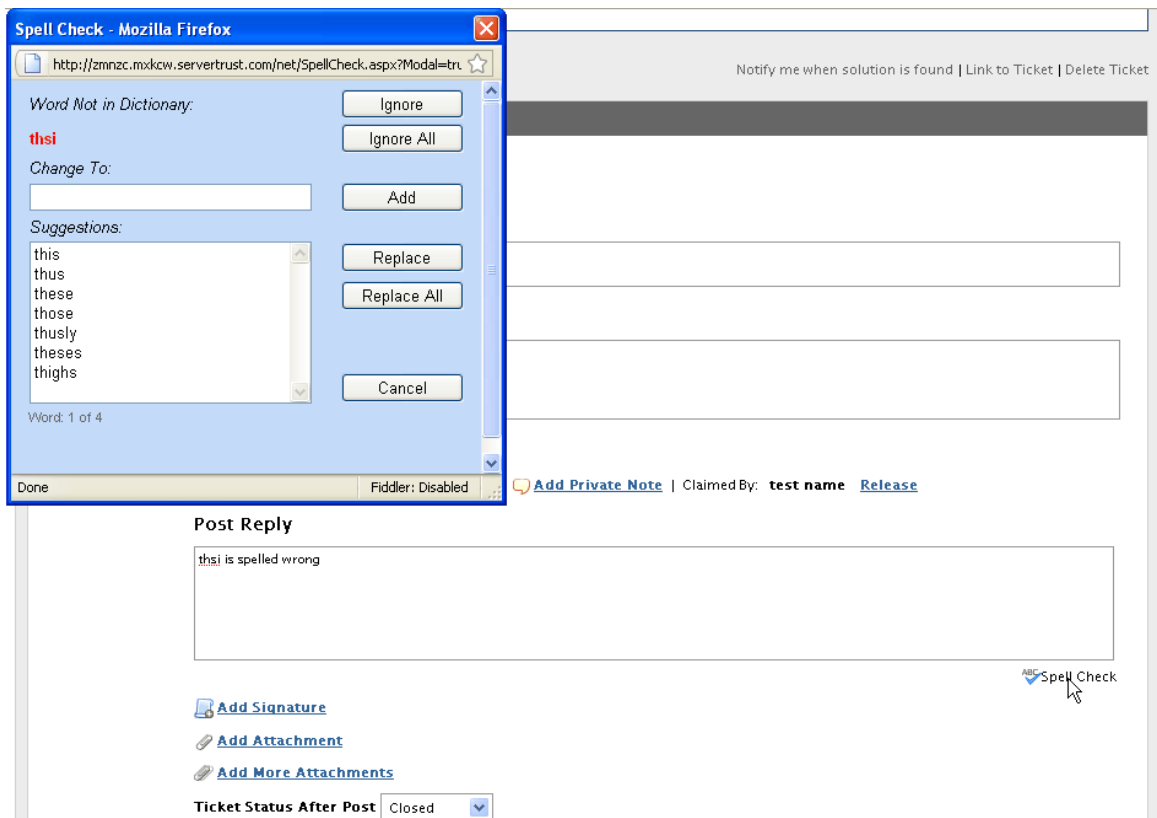 Spell Check - Mozilla Firefox
http://zmnzc.mxkcw.servertrust.com/net/SpellCheck.aspx?Modal=tru
Notify me when solution is found | Link to Ticket | Delete Ticket
Word Not in Dictionary:
Ignore
thsi
Ignore All
Change To:
Add
Suggestions:
this
thus
these
those
thusly
theses
thighs
Replace
Replace All
Cancel
Word: 1 of 4
Done
Fiddler: Disabled
Add Private Note | Claimed By: test name Release
Post Reply
thsi is spelled wrong
ABC Spell Check
Add Signature
Add Attachment
Add More Attachments
Ticket Status After Post Closed